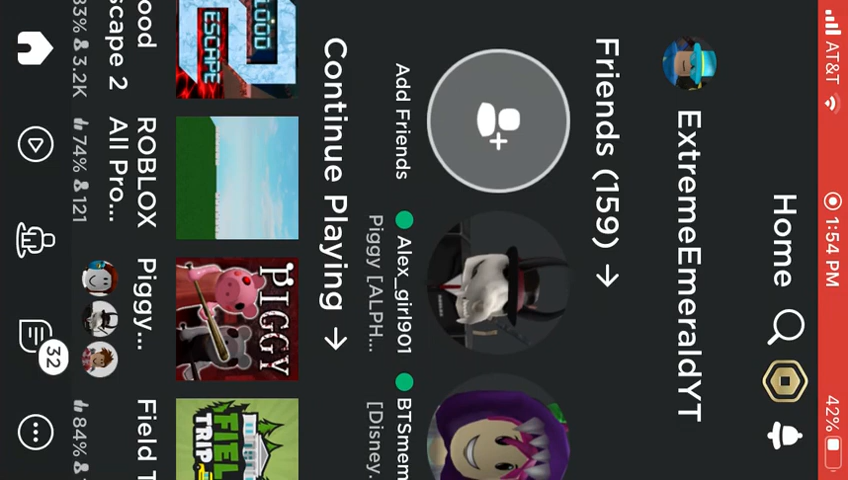 AT&T 1:54 PM 42%
Home
ExtremeEmeraldYT
Friends (159) →
Add Friends
Alex_girl901
BTSmem
Piggy [ALPH...
[Disney.
Continue Playing →
ESCAPE
PIGGY
FIEL
TRIP
ood
scape 2
ROBLOX
All Pro...
Piggy...
Field T
83% 3.2K
74% 121
84%
32